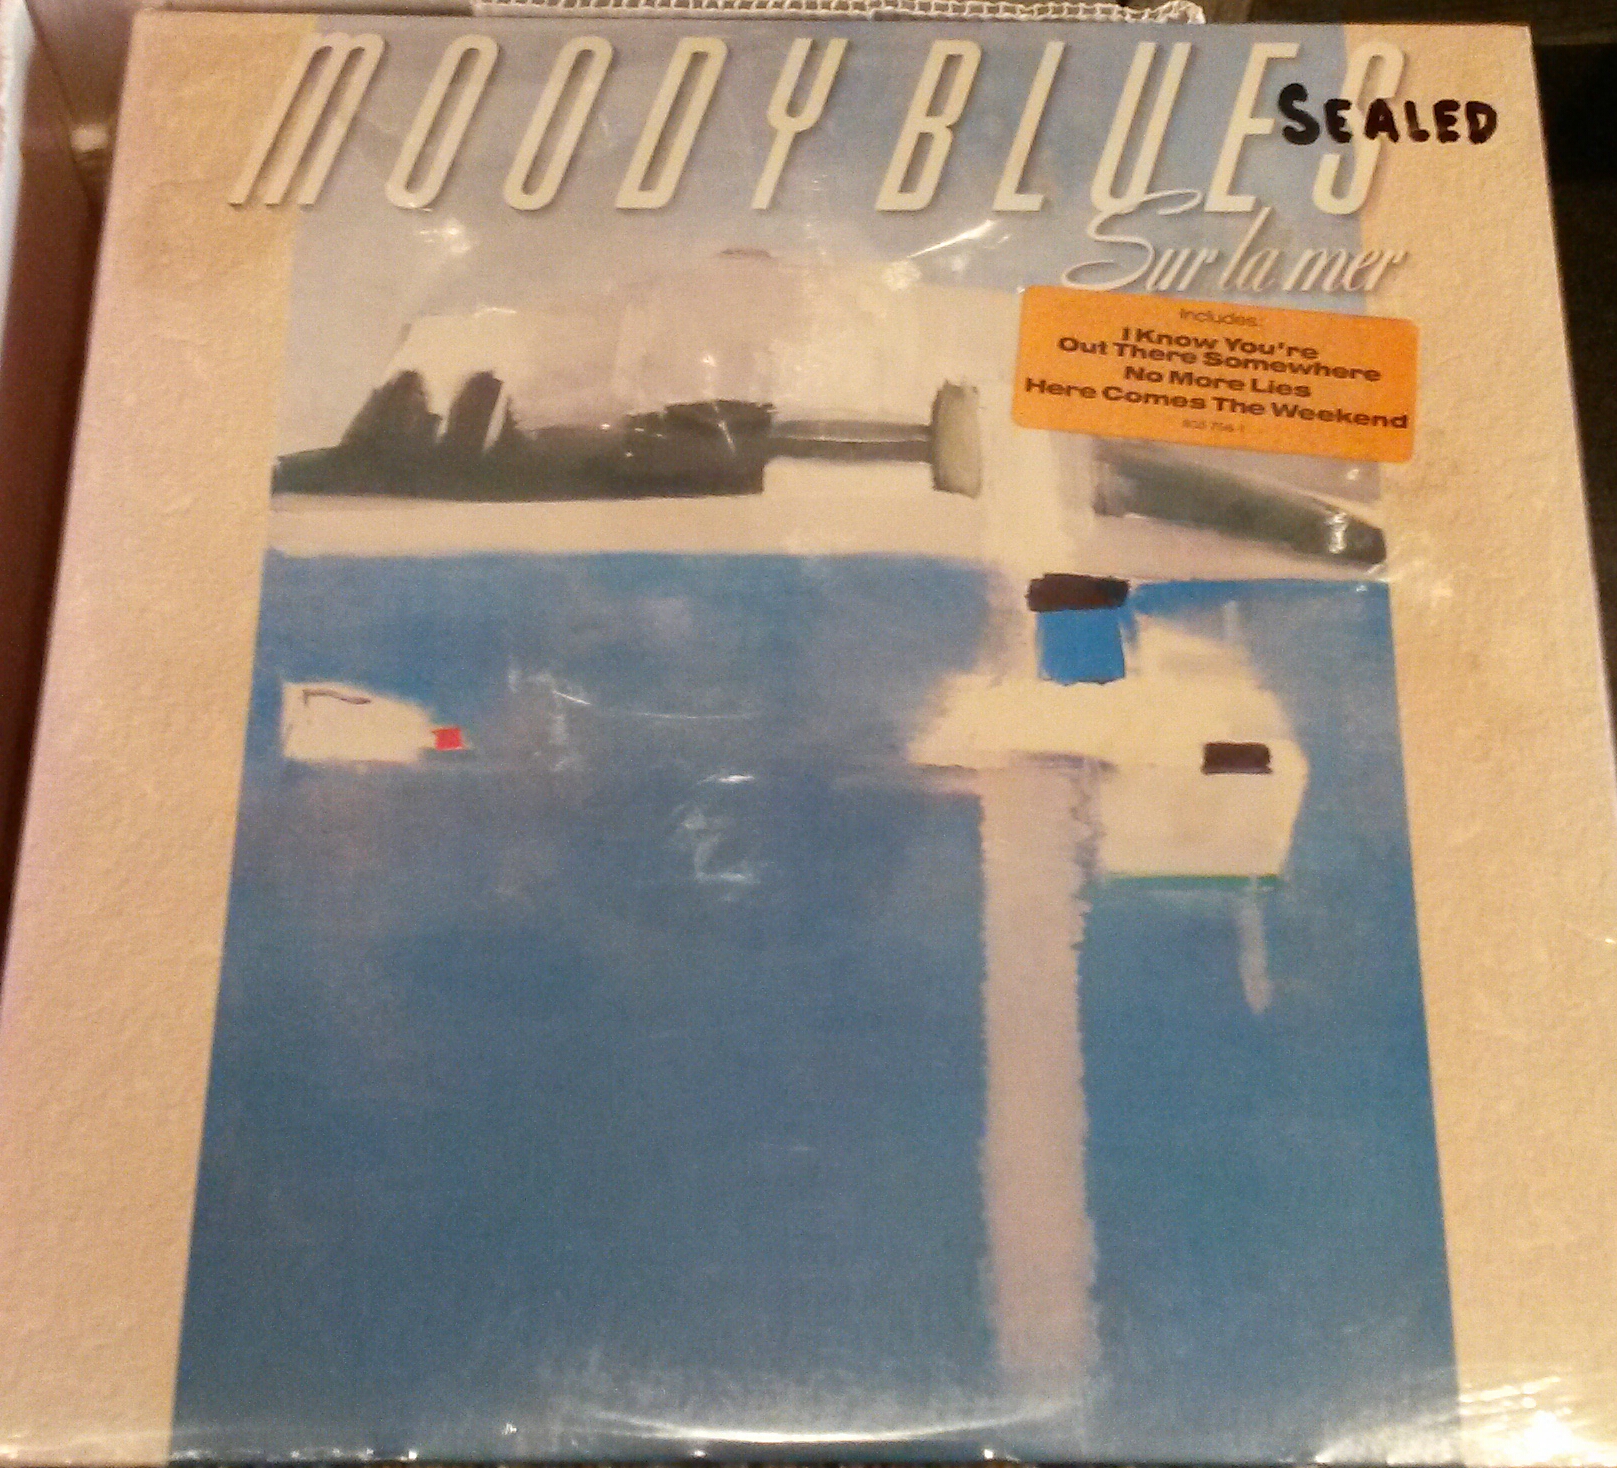 MOODY BLUES
SEALED
Sur la mer
Includes:
I Know You're
Out There Somewhere
No More Lies
Here Comes The Weekend